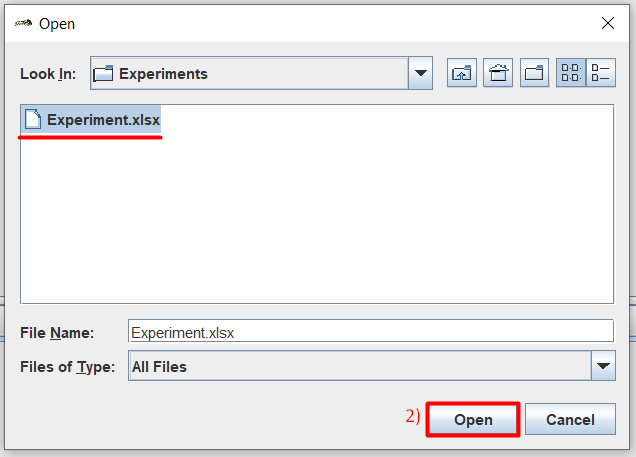 Open
Look In: Experiments
Experiment.xlsx
File Name: Experiment.xlsx
Files of Type: All Files
2) Open Cancel